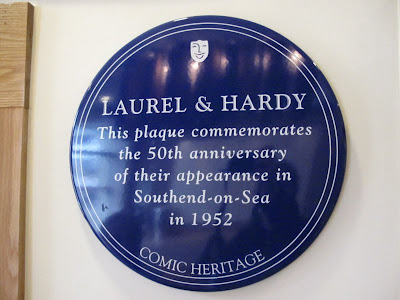 LAUREL & HARDY
This plaque commemorates
the 50th anniversary
of their appearance in
Southend-on-Sea
in 1952
COMIC HERITAGE